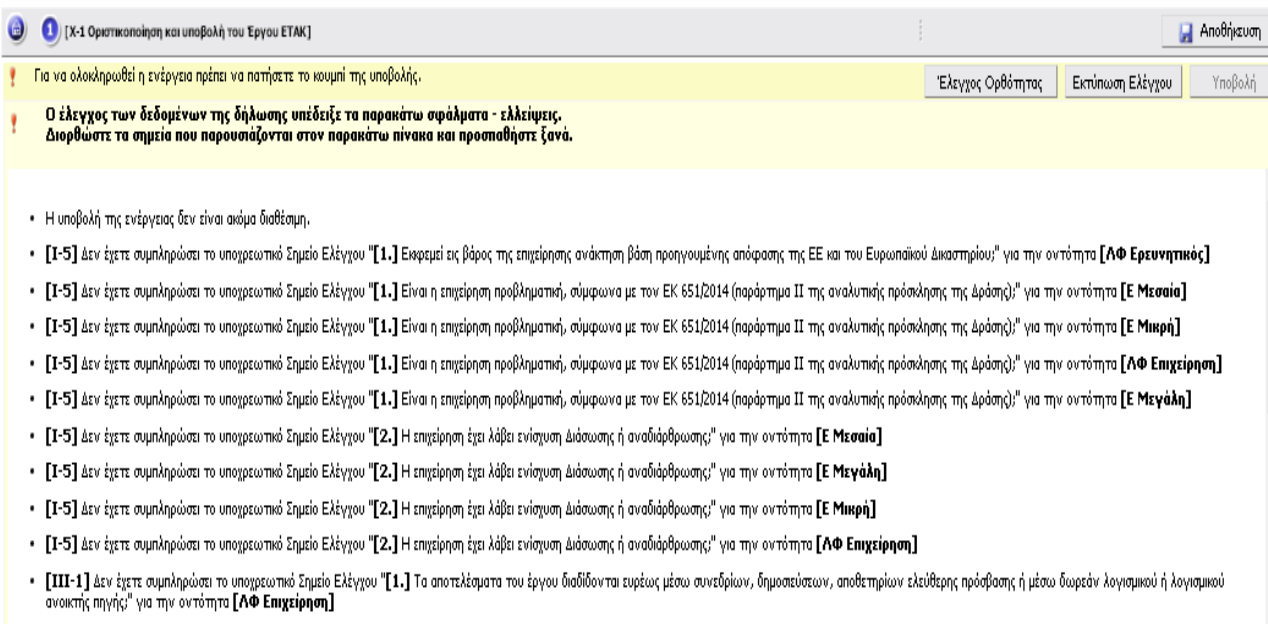 1 [X-1 Οριστικοποίηση και υποβολή του Έργου ΕΤΑΚ]
Αποθήκευση
Για να ολοκληρωθεί η ενέργεια πρέπει να πατήσετε το κουμπί της υποβολής.
Έλεγχος Ορθότητας Εκτύπωση Ελέγχου Υποβολή
Ο έλεγχος των δεδομένων της δήλωσης υπέδειξε τα παρακάτω σφάλματα - ελλείψεις.
Διορθώστε τα σημεία που παρουσιάζονται στον παρακάτω πίνακα και προσπαθήστε ξανά.
• Η υποβολή της ενέργειας δεν είναι ακόμα διαθέσιμη.
• [I-5] Δεν έχετε συμπληρώσει το υποχρεωτικό Σημείο Ελέγχου "[1.] Εκκρεμεί εις βάρος της επιχείρησης ανάκτηση βάση προηγουμένης απόφασης της ΕΕ και του Ευρωπαϊκού Δικαστηρίου;" για την οντότητα [ΛΦ Ερευνητικός]
• [I-5] Δεν έχετε συμπληρώσει το υποχρεωτικό Σημείο Ελέγχου "[1.] Είναι η επιχείρηση προβληματική, σύμφωνα με τον ΕΚ 651/2014 (παράρτημα ΙΙ της αναλυτικής πρόσκλησης της Δράσης);" για την οντότητα [Ε Μεσαία]
• [I-5] Δεν έχετε συμπληρώσει το υποχρεωτικό Σημείο Ελέγχου "[1.] Είναι η επιχείρηση προβληματική, σύμφωνα με τον ΕΚ 651/2014 (παράρτημα ΙΙ της αναλυτικής πρόσκλησης της Δράσης);" για την οντότητα [Ε Μικρή]
• [I-5] Δεν έχετε συμπληρώσει το υποχρεωτικό Σημείο Ελέγχου "[1.] Είναι η επιχείρηση προβληματική, σύμφωνα με τον ΕΚ 651/2014 (παράρτημα ΙΙ της αναλυτικής πρόσκλησης της Δράσης);" για την οντότητα [ΛΦ Επιχείρηση]
• [I-5] Δεν έχετε συμπληρώσει το υποχρεωτικό Σημείο Ελέγχου "[1.] Είναι η επιχείρηση προβληματική, σύμφωνα με τον ΕΚ 651/2014 (παράρτημα ΙΙ της αναλυτικής πρόσκλησης της Δράσης);" για την οντότητα [Ε Μεγάλη]
• [I-5] Δεν έχετε συμπληρώσει το υποχρεωτικό Σημείο Ελέγχου "[2.] Η επιχείρηση έχει λάβει ενίσχυση Διάσωσης ή αναδιάρθρωσης;" για την οντότητα [Ε Μεσαία]
• [I-5] Δεν έχετε συμπληρώσει το υποχρεωτικό Σημείο Ελέγχου "[2.] Η επιχείρηση έχει λάβει ενίσχυση Διάσωσης ή αναδιάρθρωσης;" για την οντότητα [Ε Μεγάλη]
• [I-5] Δεν έχετε συμπληρώσει το υποχρεωτικό Σημείο Ελέγχου "[2.] Η επιχείρηση έχει λάβει ενίσχυση Διάσωσης ή αναδιάρθρωσης;" για την οντότητα [Ε Μικρή]
• [I-5] Δεν έχετε συμπληρώσει το υποχρεωτικό Σημείο Ελέγχου "[2.] Η επιχείρηση έχει λάβει ενίσχυση Διάσωσης ή αναδιάρθρωσης;" για την οντότητα [ΛΦ Επιχείρηση]
• [III-1] Δεν έχετε συμπληρώσει το υποχρεωτικό Σημείο Ελέγχου "[1.] Τα αποτελέσματα του έργου διαδίδονται ευρέως μέσω συνεδρίων, δημοσιεύσεων, αποθετηρίων ελεύθερης πρόσβασης ή μέσω δωρεάν λογισμικού ή λογισμικού
ανοικτής πηγής;" για την οντότητα [ΛΦ Επιχείρηση]